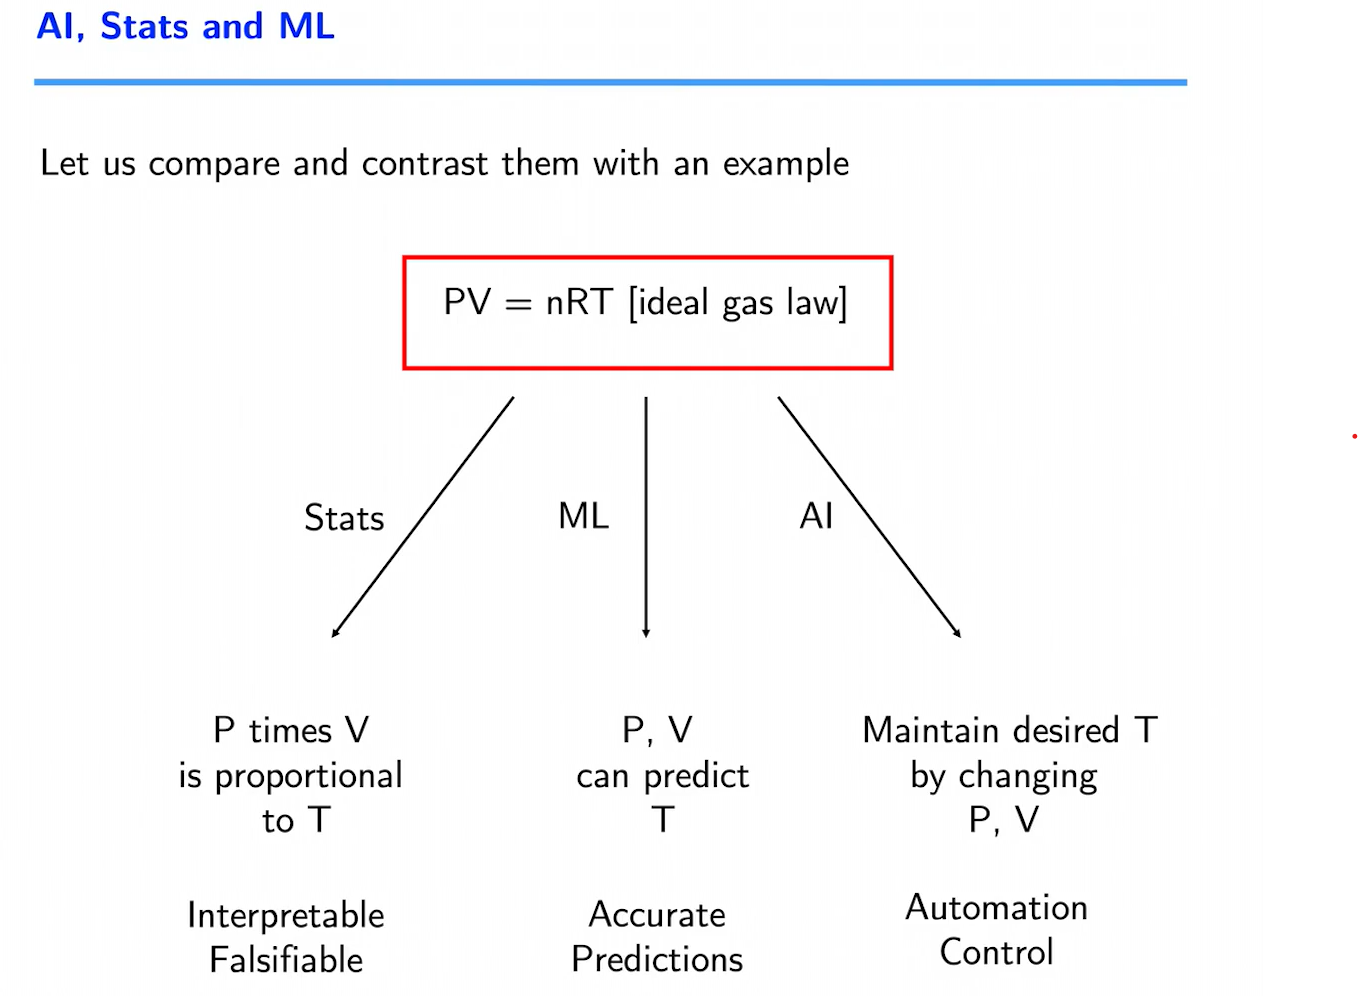 AI, Stats and ML
Let us compare and contrast them with an example
PV = nRT [ideal gas law]
Stats
ML
AI
P times V
is proportional
to T
Interpretable
Falsifiable
P, V
can predict
T
Accurate
Predictions
Maintain desired T
by changing
P, V
Automation
Control